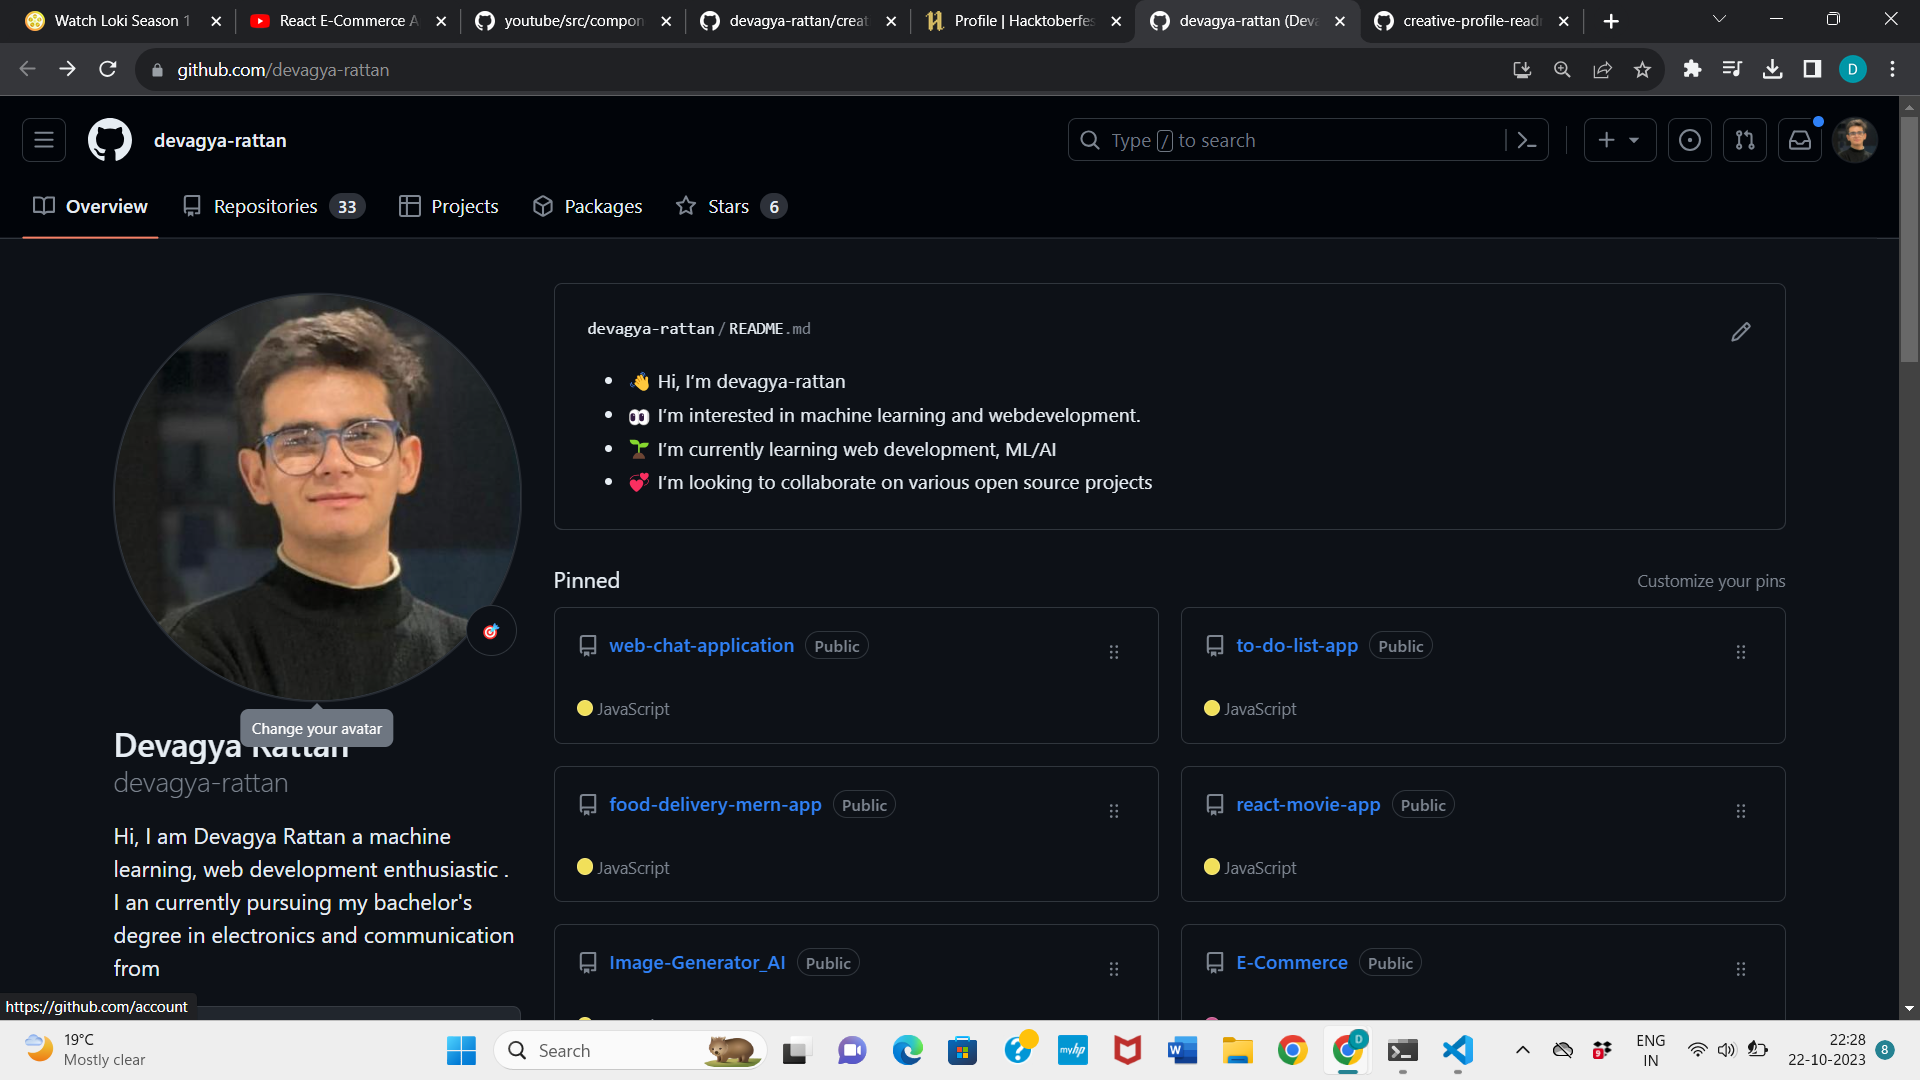 Watch Loki Season 1
React E-Commerce A
youtube/src/compon
devagya-rattan/creat
Profile | Hacktoberfes
devagya-rattan (Deva
creative-profile-readr
github.com/devagya-rattan
D
devagya-rattan
Type / to search
Overview
Repositories 33
Projects
Packages
Stars 6
devagya-rattan / README.md
👋 Hi, I’m devagya-rattan
👀 I’m interested in machine learning and webdevelopment.
🌱 I’m currently learning web development, ML/AI
💞️ I’m looking to collaborate on various open source projects
Change your avatar
Devagya Rattan
devagya-rattan
Hi, I am Devagya Rattan a machine
learning, web development enthusiastic .
I an currently pursuing my bachelor's
degree in electronics and communication
from
Pinned
Customize your pins
web-chat-application Public
JavaScript
to-do-list-app Public
JavaScript
food-delivery-mern-app Public
JavaScript
react-movie-app Public
JavaScript
Image-Generator_AI Public
E-Commerce Public
https://github.com/account
19°C
Mostly clear
Search
myhp
W
D
9
ENG
IN
22:28
22-10-2023
8